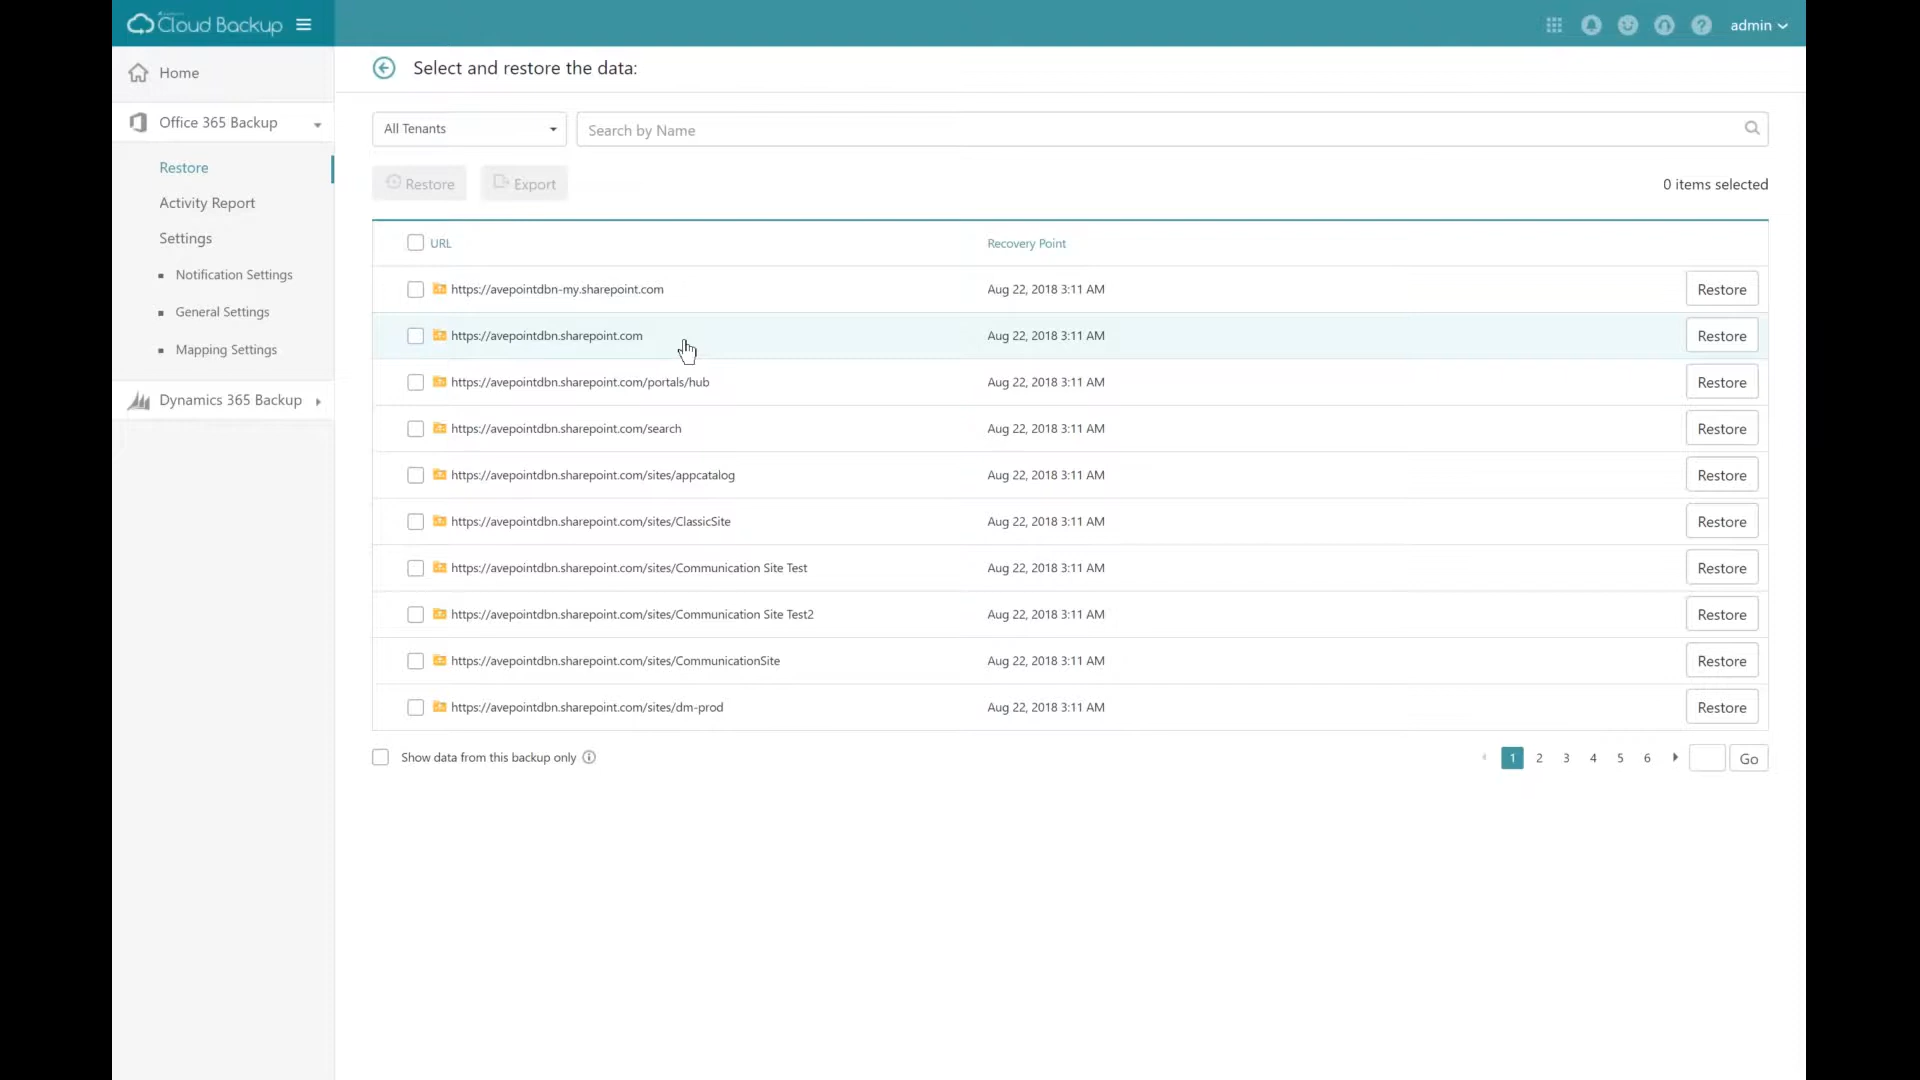 Cloud Backup
admin
Home
Select and restore the data:
Office 365 Backup
All Tenants
Search by Name
Restore
Activity Report
Settings
Notification Settings
General Settings
Mapping Settings
Dynamics 365 Backup
Restore
Export
0 items selected
URL Recovery Point
https://avepointdbn-my.sharepoint.com Aug 22, 2018 3:11 AM Restore
https://avepointdbn.sharepoint.com Aug 22, 2018 3:11 AM Restore
https://avepointdbn.sharepoint.com/portals/hub Aug 22, 2018 3:11 AM Restore
https://avepointdbn.sharepoint.com/search Aug 22, 2018 3:11 AM Restore
https://avepointdbn.sharepoint.com/sites/appcatalog Aug 22, 2018 3:11 AM Restore
https://avepointdbn.sharepoint.com/sites/ClassicSite Aug 22, 2018 3:11 AM Restore
https://avepointdbn.sharepoint.com/sites/Communication Site Test Aug 22, 2018 3:11 AM Restore
https://avepointdbn.sharepoint.com/sites/Communication Site Test2 Aug 22, 2018 3:11 AM Restore
https://avepointdbn.sharepoint.com/sites/CommunicationSite Aug 22, 2018 3:11 AM Restore
https://avepointdbn.sharepoint.com/sites/dm-prod Aug 22, 2018 3:11 AM Restore
Show data from this backup only
1 2 3 4 5 6 Go